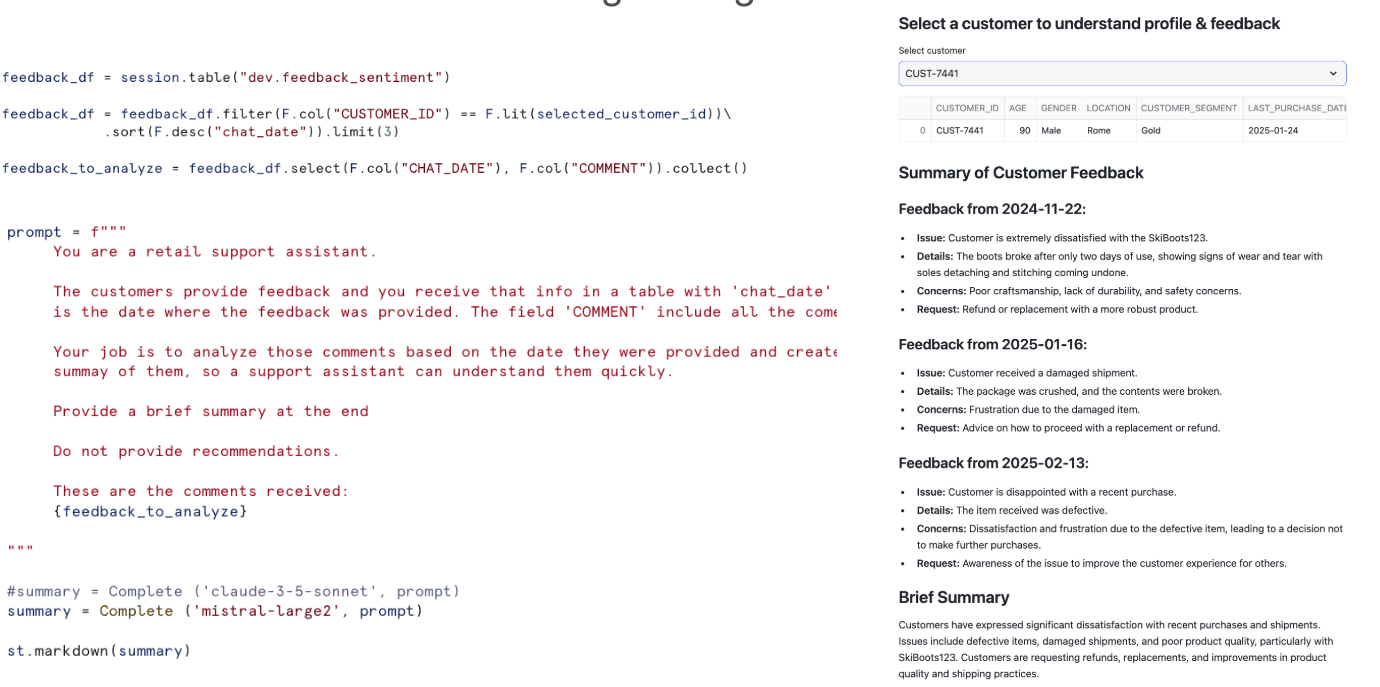 feedback_df = session.table("dev.feedback_sentiment")
feedback_df = feedback_df.filter(F.col("CUSTOMER_ID") == F.lit(selected_customer_id))\
.sort(F.desc("chat_date")).limit(3)
feedback_to_analyze = feedback_df.select(F.col("CHAT_DATE"), F.col("COMMENT")).collect()
prompt = f"""
You are a retail support assistant.
The customers provide feedback and you receive that info in a table with 'chat_date'
is the date where the feedback was provided. The field 'COMMENT' include all the
Your job is to analyze those comments based on the date they were provided and create
summay of them, so a support assistant can understand them quickly.
Provide a brief summary at the end
Do not provide recommendations.
These are the comments received:
{feedback_to_analyze}
"""
#summary = Complete ('claude-3-5-sonnet', prompt)
summary = Complete ('mistral-large2', prompt)
st.markdown(summary)
Select a customer to understand profile & feedback
Select customer
CUST-7441
CUSTOMER_ID AGE GENDER LOCATION CUSTOMER_SEGMENT LAST_PURCHASE_DATE
0 CUST-7441 90 Male Rome Gold 2025-01-24
Summary of Customer Feedback
Feedback from 2024-11-22:
• Issue: Customer is extremely dissatisfied with the SkiBoots123.
• Details: The boots broke after only two days of use, showing signs of wear and tear with
soles detaching and stitching coming undone.
• Concerns: Poor craftsmanship, lack of durability, and safety concerns.
• Request: Refund or replacement with a more robust product.
Feedback from 2025-01-16:
• Issue: Customer received a damaged shipment.
• Details: The package was crushed, and the contents were broken.
• Concerns: Frustration due to the damaged item.
• Request: Advice on how to proceed with a replacement or refund.
Feedback from 2025-02-13:
• Issue: Customer is disappointed with a recent purchase.
• Details: The item received was defective.
• Concerns: Dissatisfaction and frustration due to the defective item, leading to a decision not
to make further purchases.
• Request: Awareness of the issue to improve the customer experience for others.
Brief Summary
Customers have expressed significant dissatisfaction with recent purchases and shipments.
Issues include defective items, damaged shipments, and poor product quality, particularly with
SkiBoots123. Customers are requesting refunds, replacements, and improvements in product
quality and shipping practices.